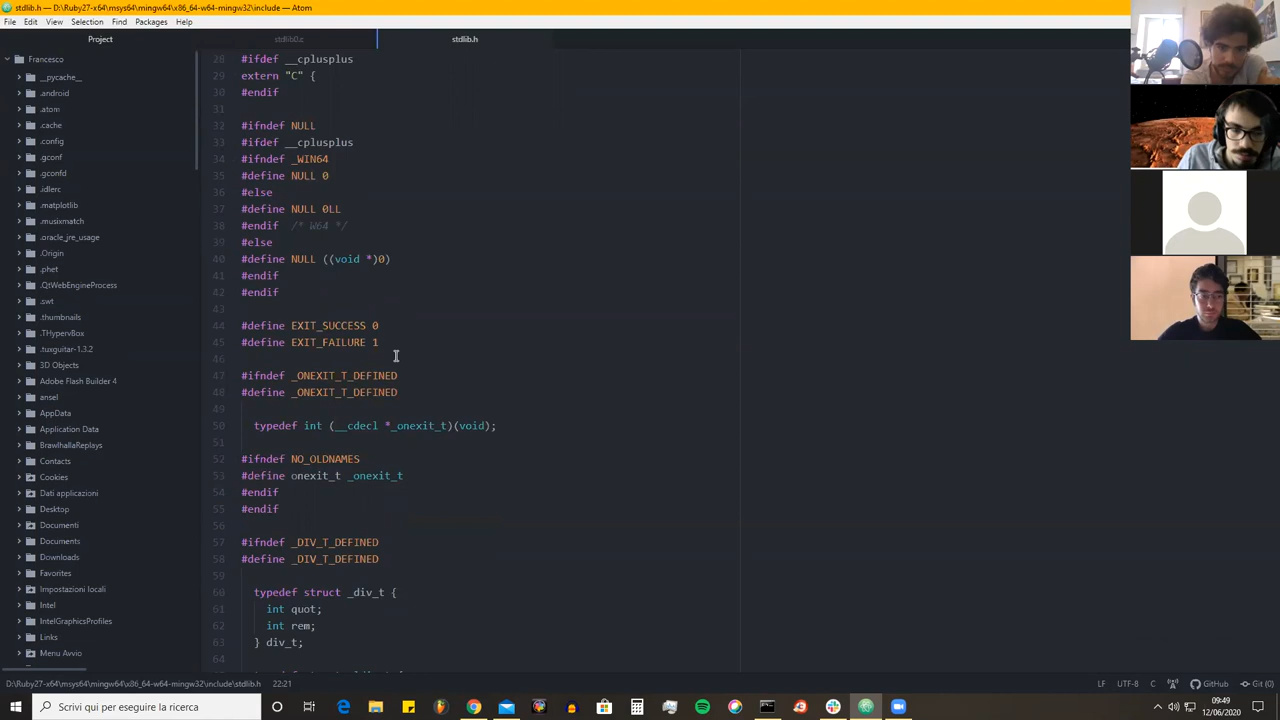 stdlib.h — D:\Ruby27-x64\msys64\mingw64\x86_64-w64-mingw32\include — Atom
File Edit View Selection Find Packages Help
Project
stdlib0.c
stdlib.h
Francesco
__pycache__
.android
.atom
.cache
.config
.gconf
.gconfd
.idlerc
.matplotlib
.musixmatch
.oracle_jre_usage
.Origin
.phet
.QtWebEngineProcess
.swt
.thumbnails
.THypervBox
.tuxguitar-1.3.2
3D Objects
Adobe Flash Builder 4
ansel
AppData
Application Data
BrawlhallaReplays
Contacts
Cookies
Dati applicazioni
Desktop
Documenti
Documents
Downloads
Favorites
Impostazioni locali
Intel
IntelGraphicsProfiles
Links
Menu Avvio
28 #ifdef __cplusplus
29 extern "C" {
30 #endif
31
32 #ifndef NULL
33 #ifdef __cplusplus
34 #ifndef _WIN64
35 #define NULL 0
36 #else
37 #define NULL 0LL
38 #endif /* W64 */
39 #else
40 #define NULL ((void *)0)
41 #endif
42 #endif
43
44 #define EXIT_SUCCESS 0
45 #define EXIT_FAILURE 1
46
47 #ifndef _ONEXIT_T_DEFINED
48 #define _ONEXIT_T_DEFINED
49
50 typedef int (__cdecl *_onexit_t)(void);
51
52 #ifndef NO_OLDNAMES
53 #define onexit_t _onexit_t
54 #endif
55 #endif
56
57 #ifndef _DIV_T_DEFINED
58 #define _DIV_T_DEFINED
59
60 typedef struct _div_t {
61 int quot;
62 int rem;
63 } div_t;
64
D:\Ruby27-x64\msys64\mingw64\x86_64-w64-mingw32\include\stdlib.h 22:21
LF UTF-8 C GitHub Git (0)
Scrivi qui per eseguire la ricerca
09:49
12/06/2020